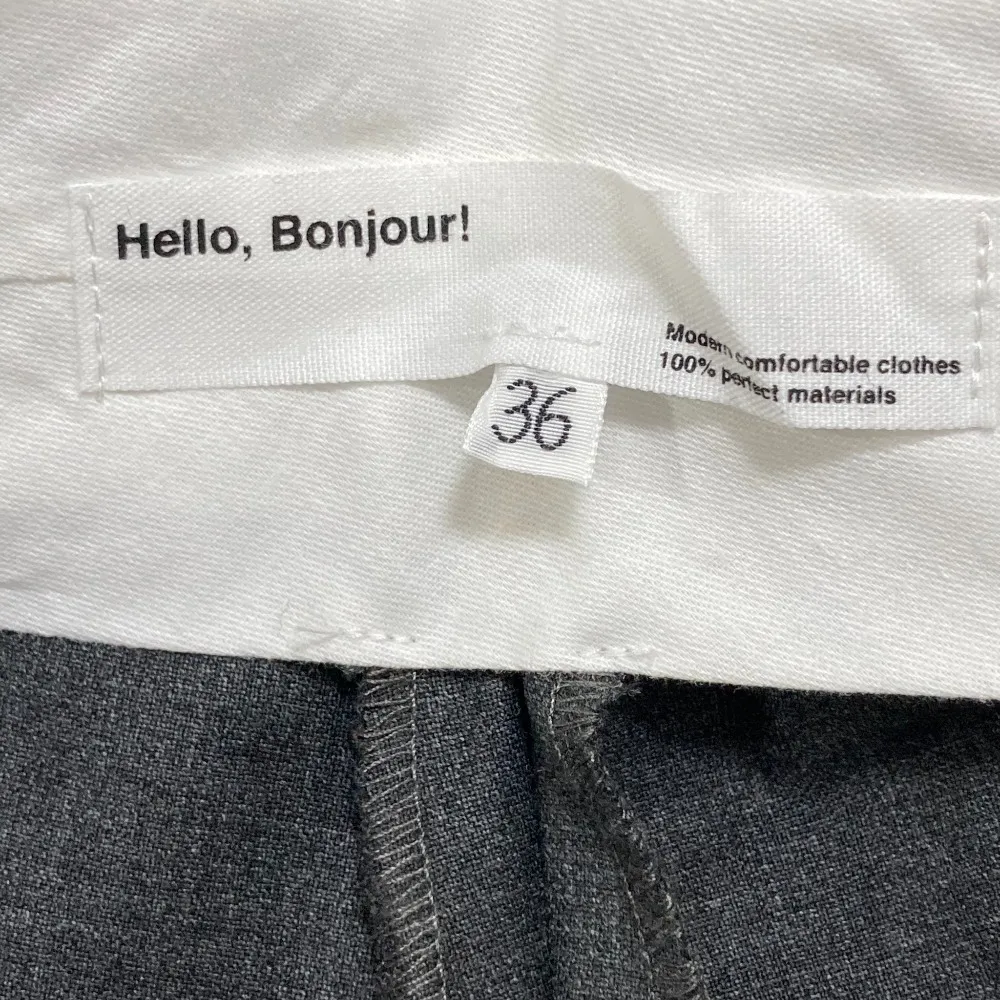 Hello, Bonjour!
Modern comfortable clothes
100% perfect materials
36